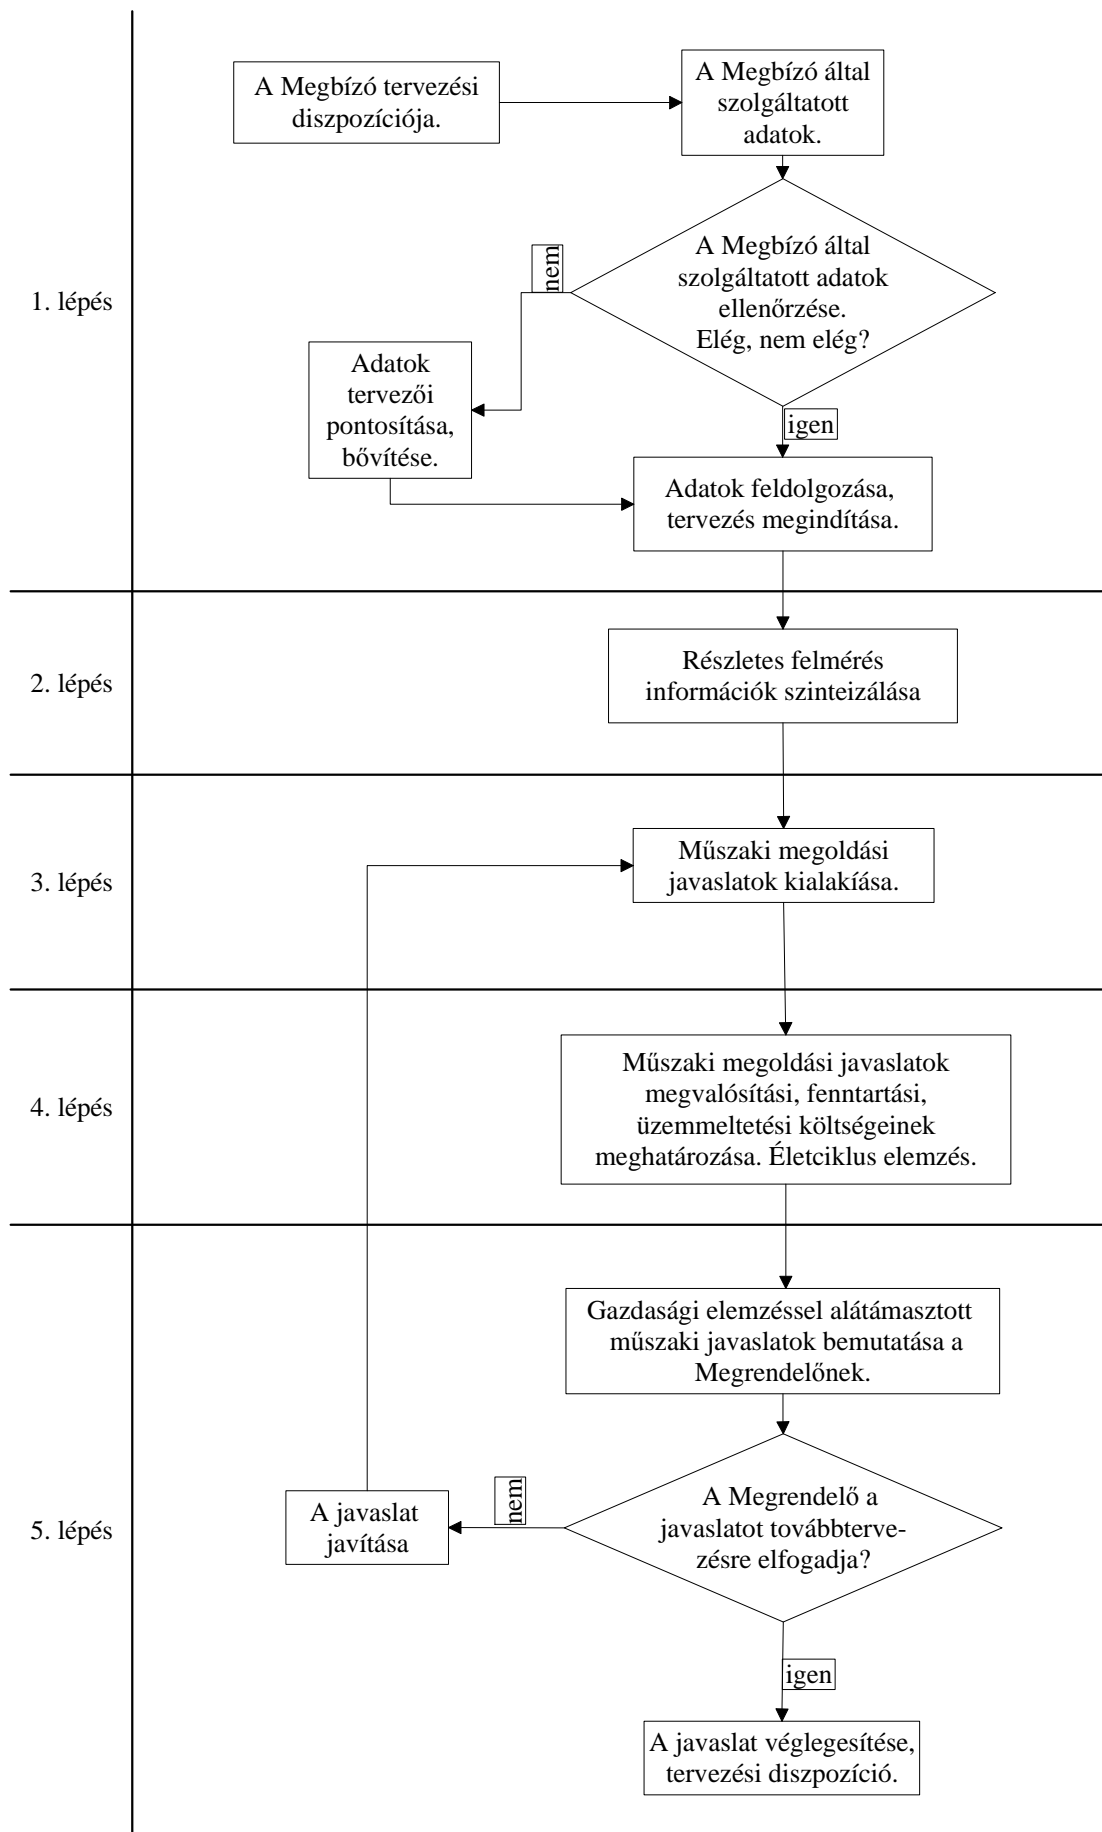 A Megbízó tervezési
diszpozíciója.
A Megbízó által
szolgáltatott
adatok.
1. lépés
A Megbízó által
szolgáltatott adatok
ellenőrzése.
Elég, nem elég?
nem
Adatok
tervezői
pontosítása,
bővítése.
igen
Adatok feldolgozása,
tervezés megindítása.
2. lépés
Részletes felmérés
információk szinteizálása
3. lépés
Műszaki megoldási
javaslatok kialakíása.
4. lépés
Műszaki megoldási javaslatok
megvalósítási, fenntartási,
üzemmeltetési költségeinek
meghatározása. Életciklus elemzés.
5. lépés
Gazdasági elemzéssel alátámasztott
műszaki javaslatok bemutatása a
Megrendelőnek.
A Megrendelő a
javaslatot továbbterve-
zésre elfogadja?
nem
A javaslat
javítása
igen
A javaslat véglegesítése,
tervezési diszpozíció.